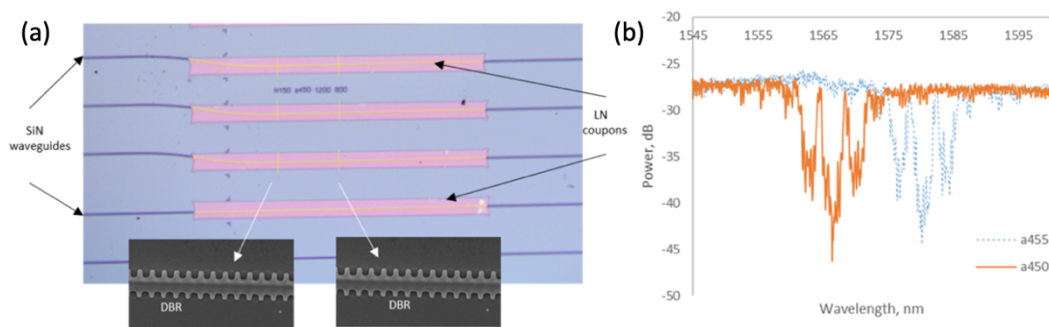 (a)
SiN
waveguides
N150 a450 1200 800
LN
coupons
DBR
DBR
(b)
-20
1545
1555
1565
1575
1585
1595
-25
-30
-35
-40
-45
-50
Power, dB
Wavelength, nm
a455
a450